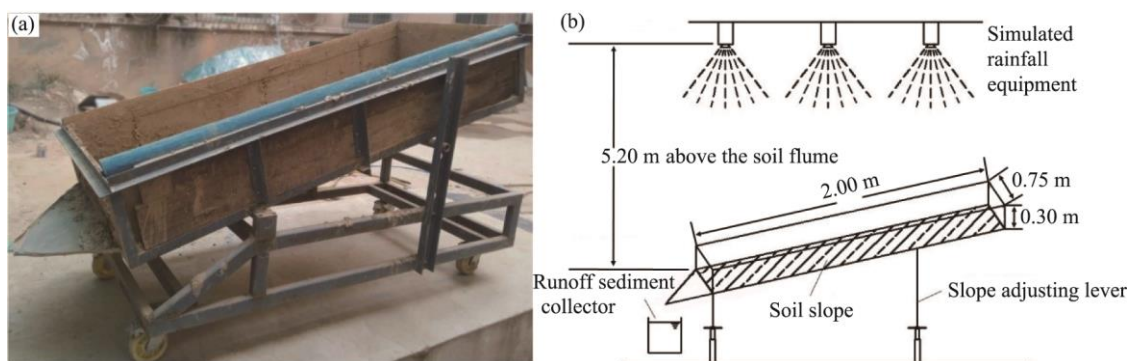 (a)
(b)
Simulated
rainfall
equipment
5.20 m above the soil flume
2.00 m
0.75 m
0.30 m
Runoff sediment
collector
Soil slope
Slope adjusting lever